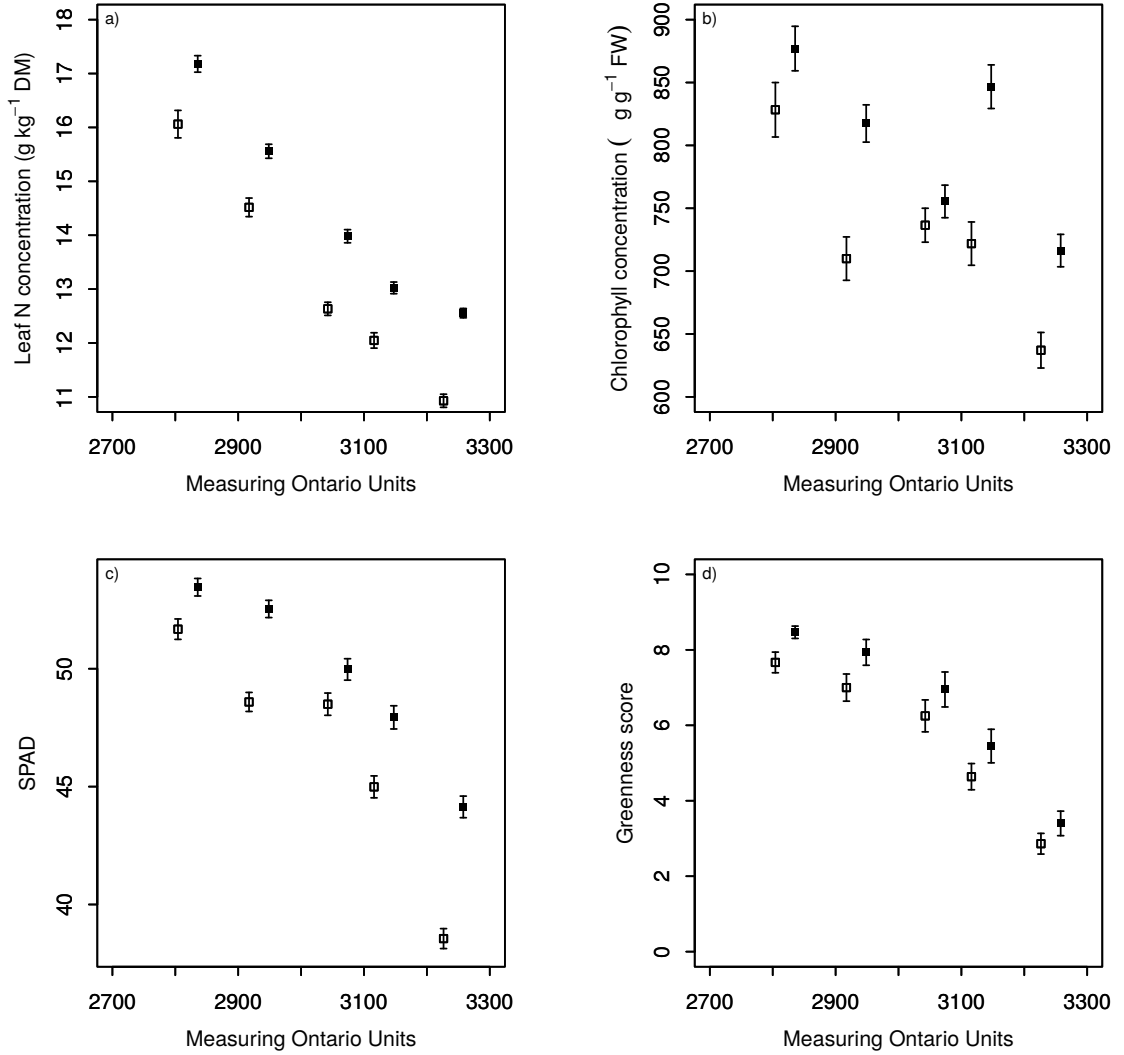 a)
Leaf N concentration (g kg⁻¹ DM)
18
17
16
15
14
13
12
11
2700 2900 3100 3300
Measuring Ontario Units
b)
Chlorophyll concentration ( g g⁻¹ FW)
900
850
800
750
700
650
600
2700 2900 3100 3300
Measuring Ontario Units
c)
SPAD
50
45
40
2700 2900 3100 3300
Measuring Ontario Units
d)
Greenness score
10
8
6
4
2
0
2700 2900 3100 3300
Measuring Ontario Units